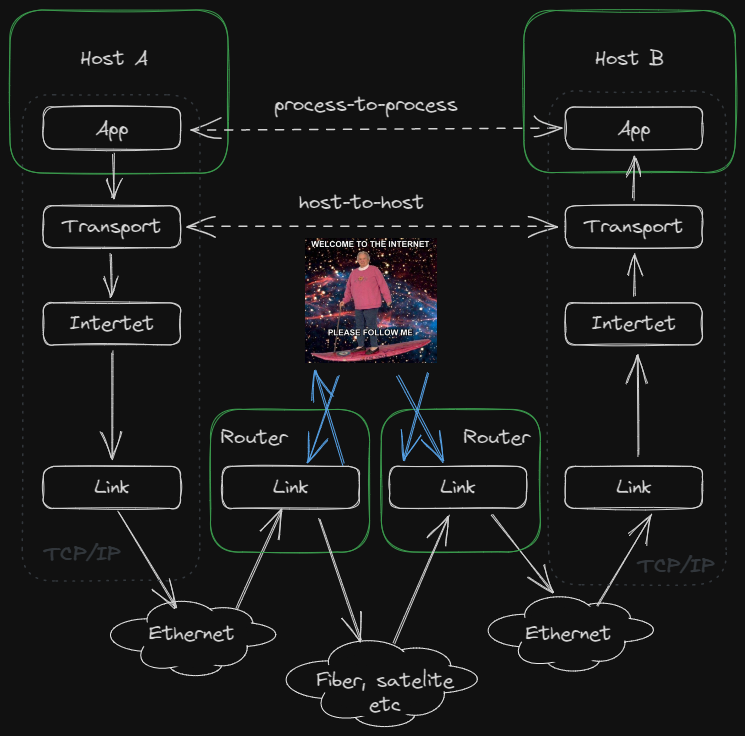 Host A
Host B
process-to-process
App
App
host-to-host
Transport
Transport
WELCOME TO THE INTERNET
PLEASE FOLLOW ME
Intertet
Intertet
Router
Router
Link
Link
Link
Link
TCP/IP
TCP/IP
Ethernet
Ethernet
Fiber, satelite
etc